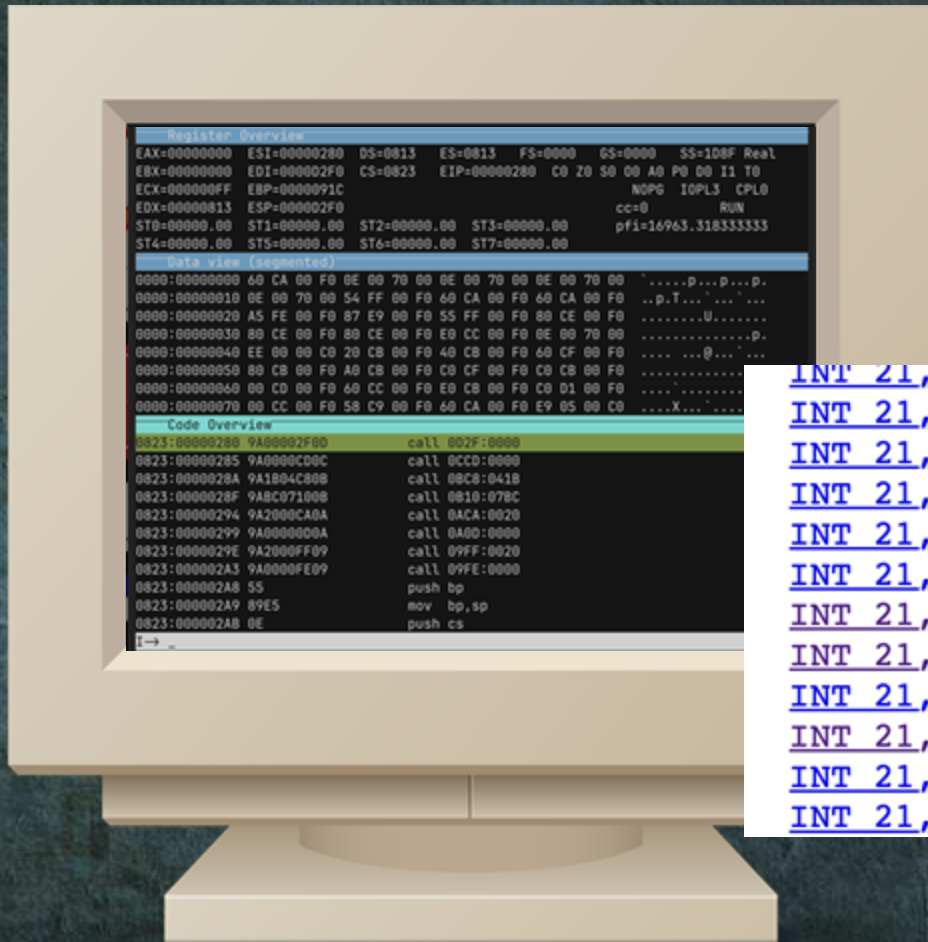 Register Overview
EAX=00000000 ESI=00000280 DS=0813 ES=0813 FS=0000 GS=0000 SS=1D8F Real
EBX=00000000 EDI=000002F0 CS=0823 EIP=00000280 C0 Z0 S0 O0 A0 P0 D0 I1 T0
ECX=000000FF EBP=0000091C NOPG IOPL3 CPL0
EDX=00000813 ESP=0000D2F0 cc=0 RUN
ST0=00000.00 ST1=00000.00 ST2=00000.00 ST3=00000.00 pfi=16963.318333333
ST4=00000.00 ST5=00000.00 ST6=00000.00 ST7=00000.00
Data view (segmented)
0000:00000000 60 CA 00 F0 0E 00 70 00 0E 00 70 00 0E 00 70 00 `.....p...p...p.
0000:00000010 0E 00 70 00 54 FF 00 F0 60 CA 00 F0 60 CA 00 F0 ..p.T...`...`...
0000:00000020 A5 FE 00 F0 87 E9 00 F0 55 FF 00 F0 80 CE 00 F0 ........U.......
0000:00000030 80 CE 00 F0 80 CE 00 F0 E0 CC 00 F0 0E 00 70 00 ..............p.
0000:00000040 EE 00 00 C0 20 CB 00 F0 40 CB 00 F0 60 CF 00 F0 .... ...@...`...
0000:00000050 80 CB 00 F0 A0 CB 00 F0 C0 CF 00 F0 C0 CB 00 F0 ................
0000:00000060 00 CD 00 F0 60 CC 00 F0 E0 CB 00 F0 C0 D1 00 F0 ....`.......
0000:00000070 00 CC 00 F0 58 C9 00 F0 60 CA 00 F0 E9 05 00 C0 ....X...`...
Code Overview
0823:00000280 9A00002F0D call 0D2F:0000
0823:00000285 9A0000CD0C call 0CCD:0000
0823:0000028A 9A1B04C80B call 0BC8:041B
0823:0000028F 9ABC07100B call 0B10:07BC
0823:00000294 9A2000CA0A call 0ACA:0020
0823:00000299 9A00000D0A call 0A0D:0000
0823:0000029E 9A2000FF09 call 09FF:0020
0823:000002A3 9A0000FE09 call 09FE:0000
0823:000002A8 55 push bp
0823:000002A9 89E5 mov bp,sp
0823:000002AB 0E push cs
I→ _
INT 21,
INT 21,
INT 21,
INT 21,
INT 21,
INT 21,
INT 21,
INT 21,
INT 21,
INT 21,
INT 21,
INT 21,